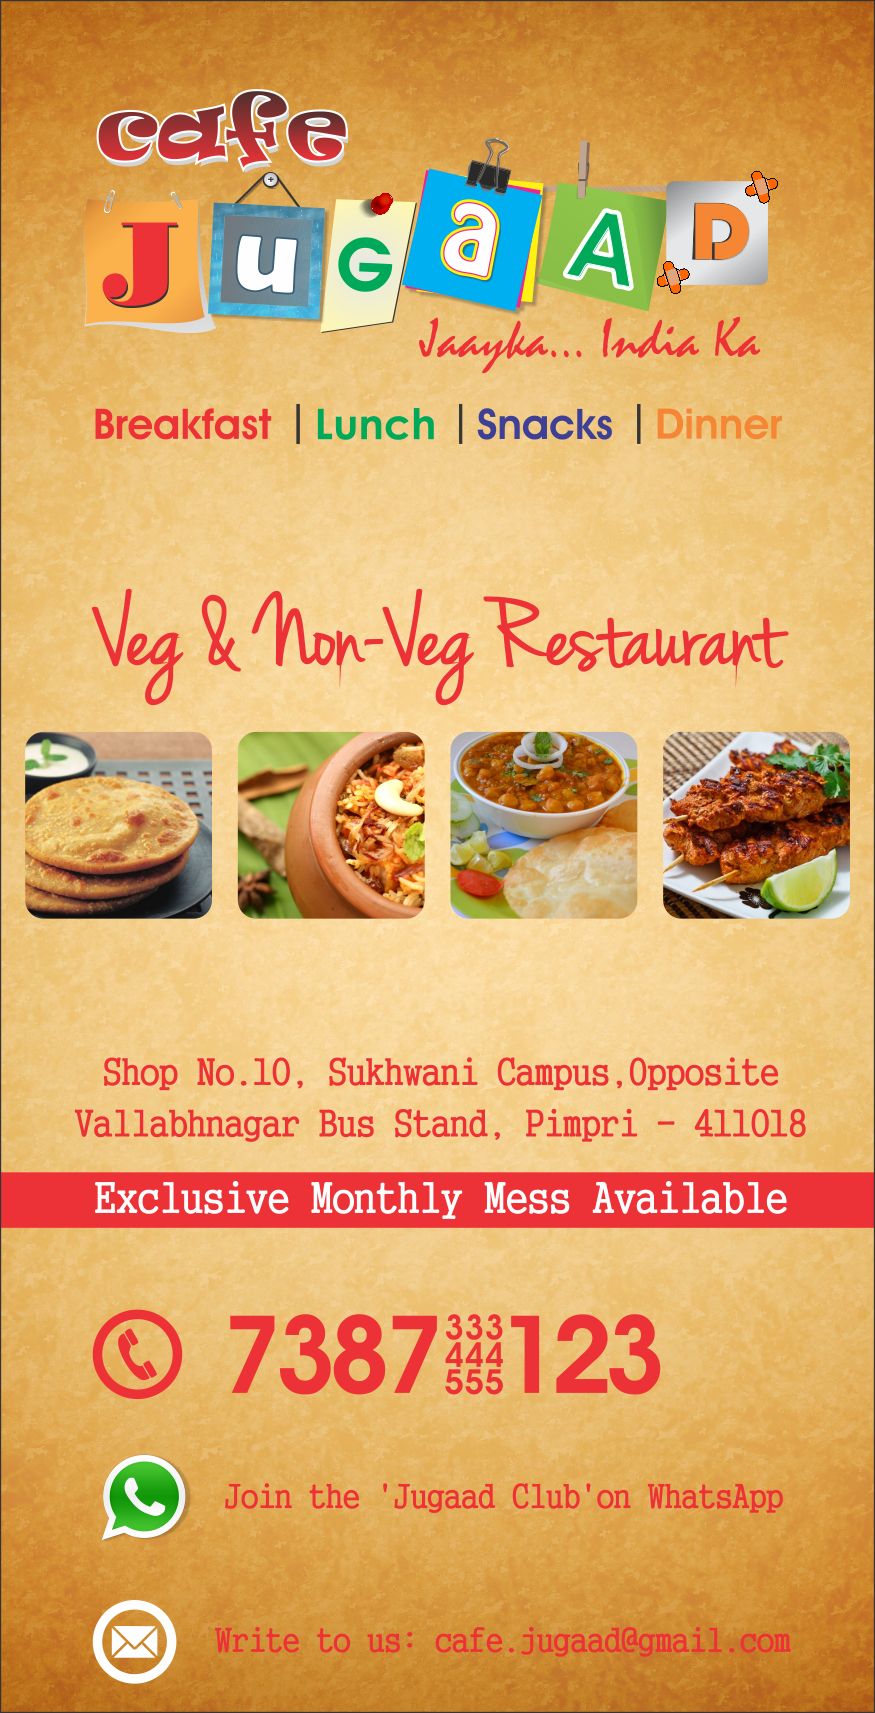 cafe
JuGaAD
Jaayka... India Ka
Breakfast | Lunch | Snacks | Dinner
Veg & Non-Veg Restaurant
Shop No.10, Sukhwani Campus,Opposite
Vallabhnagar Bus Stand, Pimpri - 411018
Exclusive Monthly Mess Available
7387 333 444 555 123
Join the 'Jugaad Club'on WhatsApp
Write to us: cafe.jugaad@gmail.com